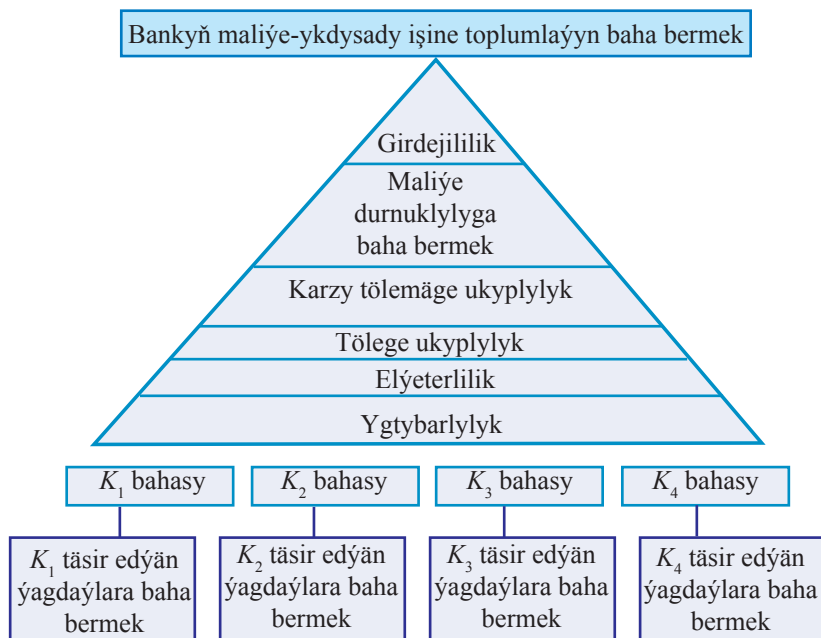 Bankyň maliýe-ykdysady işine toplumlaýyn baha bermek
Girdejililik
Maliýe
durnuklylyga
baha bermek
Karzy tölemäge ukyplylyk
Tölege ukyplylyk
Elýeterlilik
Ygtybarlylyk
K₁ bahasy
K₂ bahasy
K₃ bahasy
K₄ bahasy
K₁ täsir edýän
ýagdaýlara baha
bermek
K₂ täsir edýän
ýagdaýlara baha
bermek
K₃ täsir edýän
ýagdaýlara baha
bermek
K₄ täsir edýän
ýagdaýlara baha
bermek